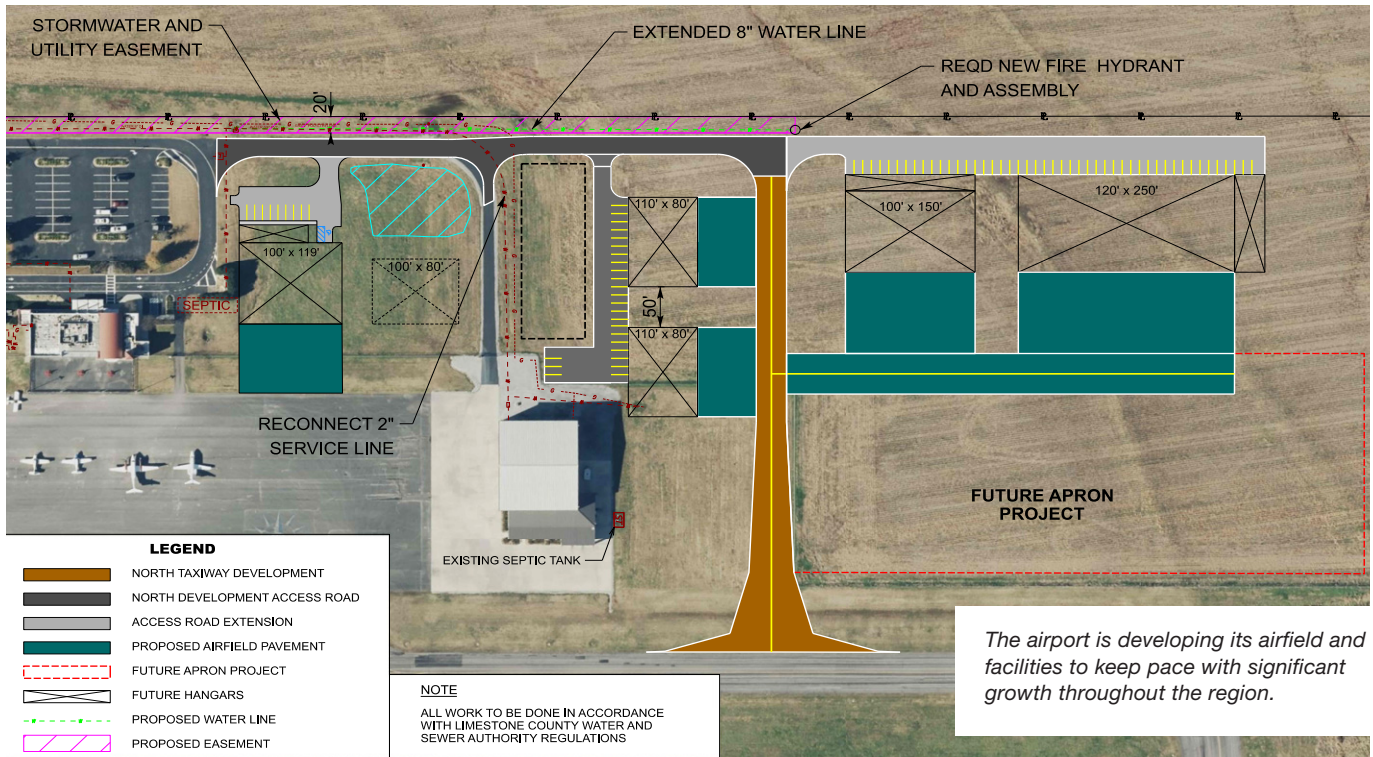 STORMWATER AND
UTILITY EASEMENT
20'
EXTENDED 8" WATER LINE
REQD NEW FIRE HYDRANT
AND ASSEMBLY
100' x 119'
100' x 80'
110' x 80'
100' x 150'
120' x 250'
SEPTIC
50'
110' x 80'
RECONNECT 2"
SERVICE LINE
EXISTING SEPTIC TANK
FUTURE APRON
PROJECT
LEGEND
NORTH TAXIWAY DEVELOPMENT
NORTH DEVELOPMENT ACCESS ROAD
ACCESS ROAD EXTENSION
PROPOSED AIRFIELD PAVEMENT
FUTURE APRON PROJECT
FUTURE HANGARS
PROPOSED WATER LINE
PROPOSED EASEMENT
NOTE
ALL WORK TO BE DONE IN ACCORDANCE
WITH LIMESTONE COUNTY WATER AND
SEWER AUTHORITY REGULATIONS
The airport is developing its airfield and
facilities to keep pace with significant
growth throughout the region.